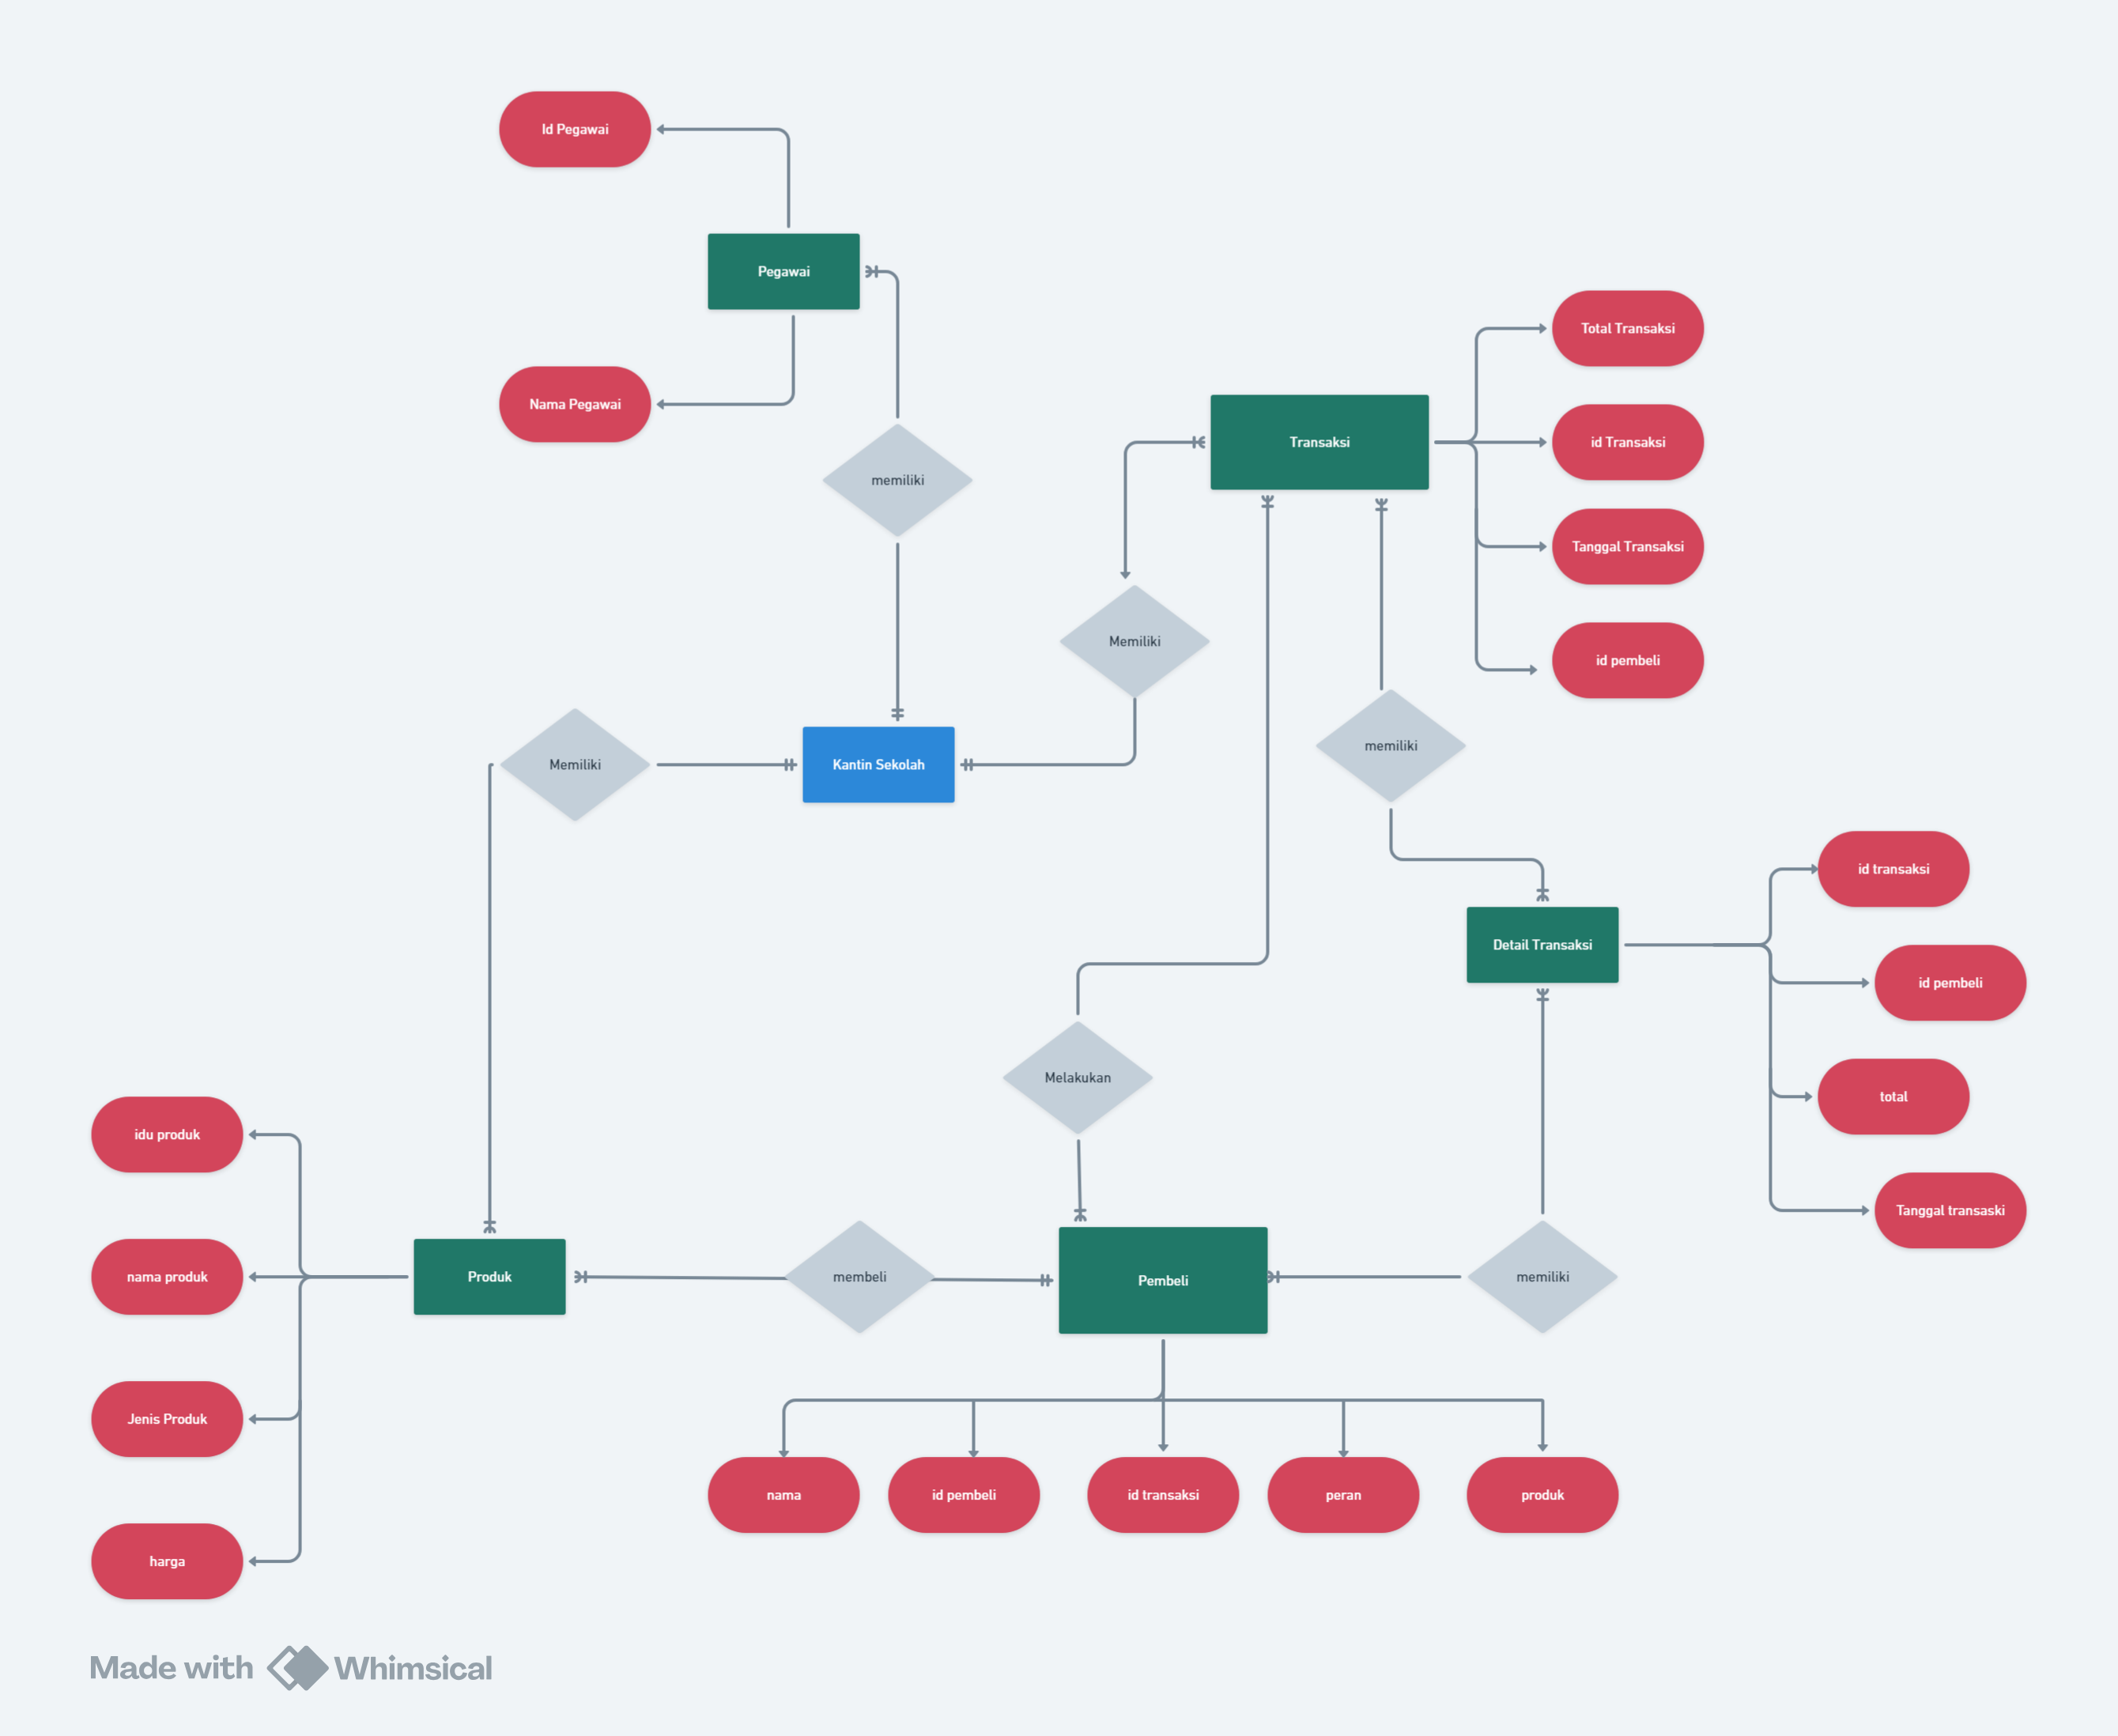 Id Pegawai
Pegawai
Nama Pegawai
memiliki
Total Transaksi
Transaksi
id Transaksi
Tanggal Transaksi
id pembeli
Memiliki
memiliki
Memiliki
Kantin Sekolah
id transaksi
Detail Transaksi
id pembeli
total
Tanggal transaski
Melakukan
idu produk
nama produk
Jenis Produk
harga
Produk
membeli
Pembeli
memiliki
nama
id pembeli
id transaksi
peran
produk
Made with Whimsical